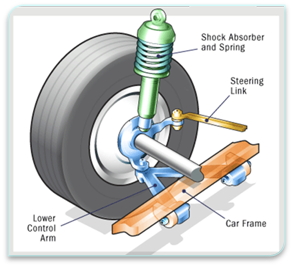 Shock Absorber
and Spring
Steering
Link
Lower
Control
Arm
Car Frame